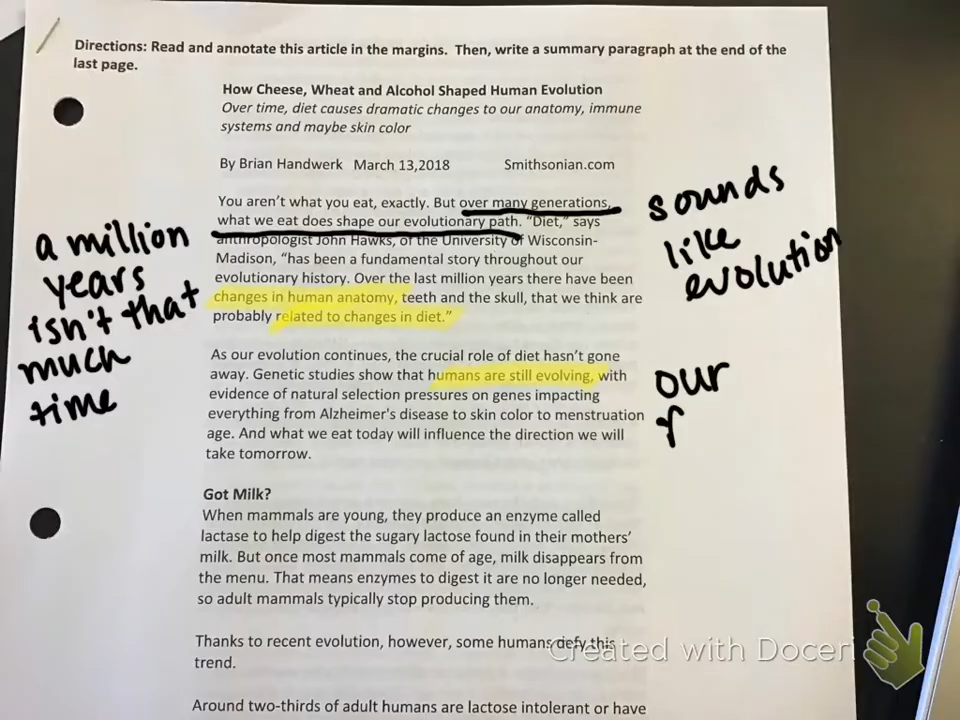 Directions: Read and annotate this article in the margins. Then, write a summary paragraph at the end of the
last page.
How Cheese, Wheat and Alcohol Shaped Human Evolution
Over time, diet causes dramatic changes to our anatomy, immune
systems and maybe skin color
By Brian Handwerk March 13,2018 Smithsonian.com
You aren't what you eat, exactly. But over many generations,
what we eat does shape our evolutionary path. "Diet," says
anthropologist John Hawks, of the University of Wisconsin-
Madison, "has been a fundamental story throughout our
evolutionary history. Over the last million years there have been
changes in human anatomy, teeth and the skull, that we think are
probably related to changes in diet."
As our evolution continues, the crucial role of diet hasn't gone
away. Genetic studies show that humans are still evolving, with
evidence of natural selection pressures on genes impacting
everything from Alzheimer's disease to skin color to menstruation
age. And what we eat today will influence the direction we will
take tomorrow.
Got Milk?
When mammals are young, they produce an enzyme called
lactase to help digest the sugary lactose found in their mothers'
milk. But once most mammals come of age, milk disappears from
the menu. That means enzymes to digest it are no longer needed,
so adult mammals typically stop producing them.
Thanks to recent evolution, however, some humans defy this
trend.
Around two-thirds of adult humans are lactose intolerant or have
a million
years
isn't that
much
time
sounds
like
evolution
our
Created with Doceri